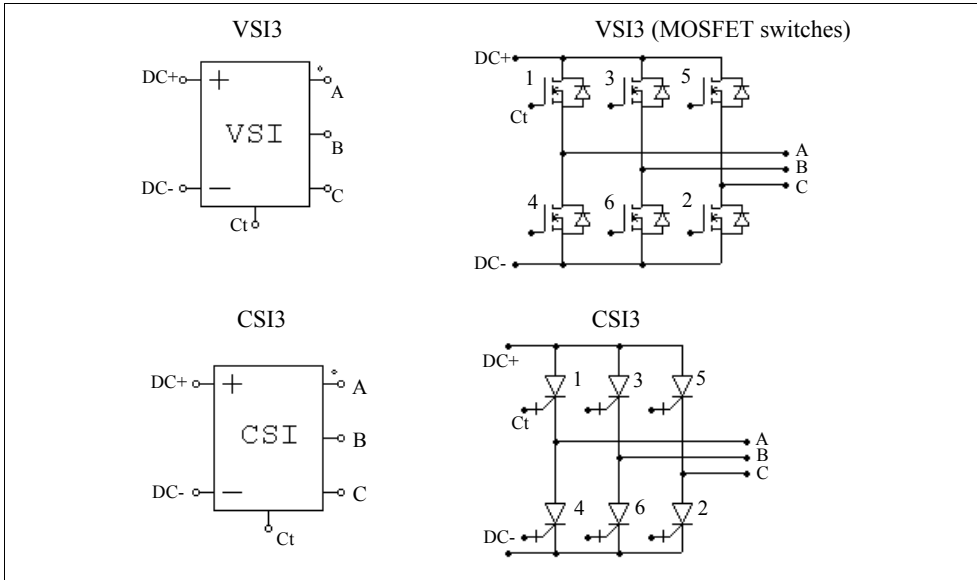 VSI3
DC+
+
A
VSI
B
DC-
−
C
Ct
VSI3 (MOSFET switches)
DC+
1
3
5
Ct
A
B
C
4
6
2
DC-
CSI3
DC+
+
A
CSI
B
DC-
−
C
Ct
CSI3
DC+
1
3
5
Ct
A
B
C
4
6
2
DC-